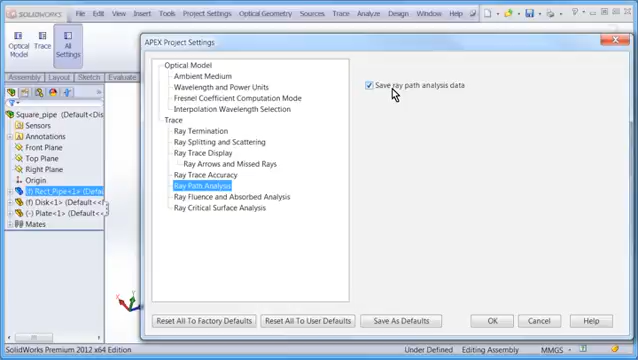 SOLIDWORKS
File Edit View Insert Surfaces Tools Trace Analyze Design Window Help
Optical Model
Trace
All Settings
Assembly Layout Sketch Evaluate
Square_pipe (Default<Dis
Sensors
Annotations
Front Plane
Top Plane
Right Plane
Origin
(f) Rect_Pipe<1> (Default
(f) Disk<1> (Default<<
(-) Plate<1> (Default<<
Mates
APEX Project Settings
Optical Model
Ambient Medium
Wavelength and Power Units
Fresnel Coefficient Computation Mode
Interpolation Wavelength Selection
Trace
Ray Termination
Ray Splitting and Scattering
Ray Trace Display
Ray Arrows and Missed Rays
Ray Trace Accuracy
Ray Path Analysis
Ray Fluence and Absorbed Analysis
Ray Critical Surface Analysis
Save ray path analysis data
Reset All To Factory Defaults Reset All To User Defaults Save As Defaults OK Cancel Help
SolidWorks Premium 2012 x64 Edition Under Defined Editing Assembly MMGS